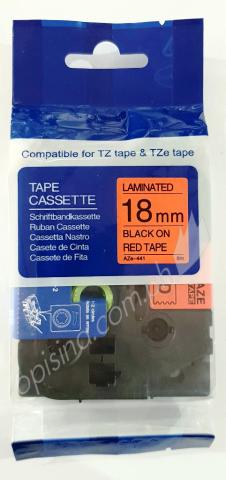 Compatible for TZ tape & TZe tape
TAPE
CASSETTE
Schriftbandkassette
Ruban Cassette
Cassetta Nastro
Casete de Cinta
Cassete de Fita
LAMINATED
18mm
BLACK ON
RED TAPE
AZe-441 8m